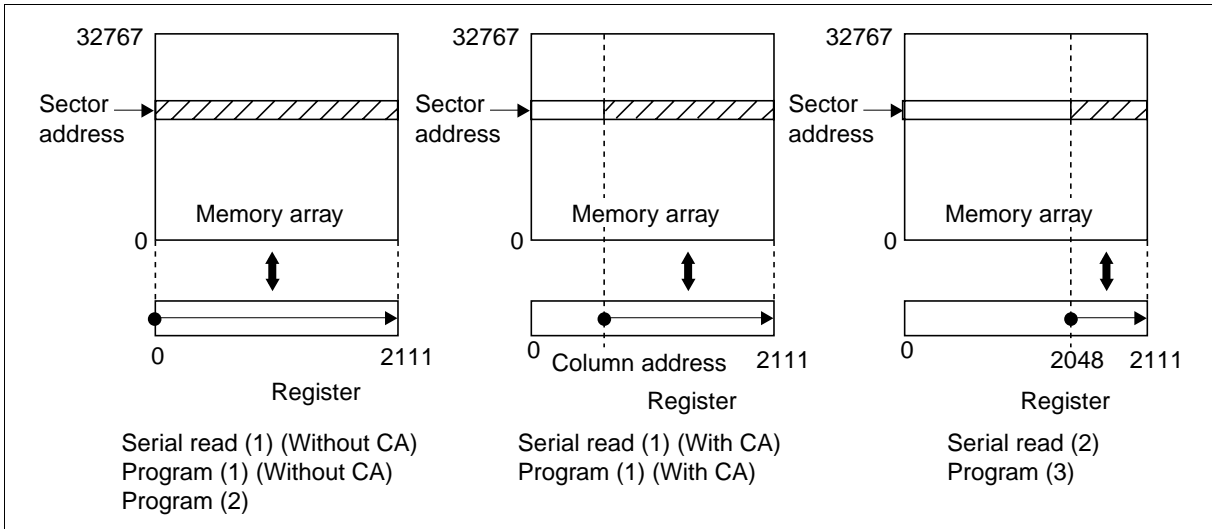 32767
Sector
address
Memory array
0
0
2111
Register
Serial read (1) (Without CA)
Program (1) (Without CA)
Program (2)
32767
Sector
address
Memory array
0
0
Column address
2111
Register
Serial read (1) (With CA)
Program (1) (With CA)
32767
Sector
address
Memory array
0
0
2048
2111
Register
Serial read (2)
Program (3)